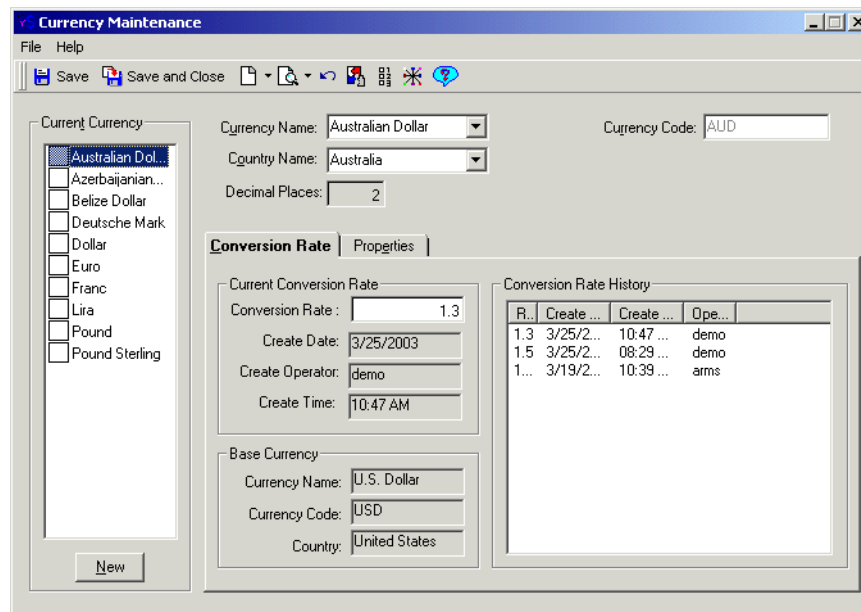 Currency Maintenance
File Help
Save Save and Close
Current Currency
Australian Dol...
Azerbaijanian...
Belize Dollar
Deutsche Mark
Dollar
Euro
Franc
Lira
Pound
Pound Sterling
New
Currency Name: Australian Dollar
Currency Code: AUD
Country Name: Australia
Decimal Places: 2
Conversion Rate Properties
Current Conversion Rate
Conversion Rate : 1.3
Create Date: 3/25/2003
Create Operator: demo
Create Time: 10:47 AM
Base Currency
Currency Name: U.S. Dollar
Currency Code: USD
Country: United States
Conversion Rate History
R... Create ... Create ... Ope...
1.3 3/25/2... 10:47 ... demo
1.5 3/25/2... 08:29 ... demo
1... 3/19/2... 10:39 ... arms